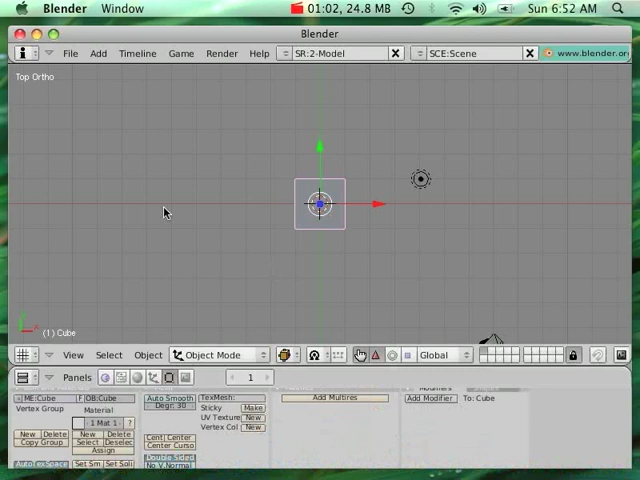 Blender Window 01:02, 24.8 MB Sun 6:52 AM
Blender
File Add Timeline Game Render Help SR:2-Model SCE:Scene www.blender.or
Top Ortho
(1) Cube
View Select Object Object Mode Global
Panels 1
ME:Cube F OB:Cube Auto Smooth TexMesh: Add Multires Add Modifier To: Cube
Vertex Group Material Degr: 30 Sticky Make
1 Mat 1 ? UV Texture New
New Delete New Delete Vertex Col New
Copy Group Select Deselec Cent Center
Assign Center Curso
AutoTexSpace Set Sm Set Soli Double Sided
No V.Normal